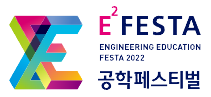 E² FESTA
ENGINEERING EDUCATION
FESTA 2022
공학페스티벌